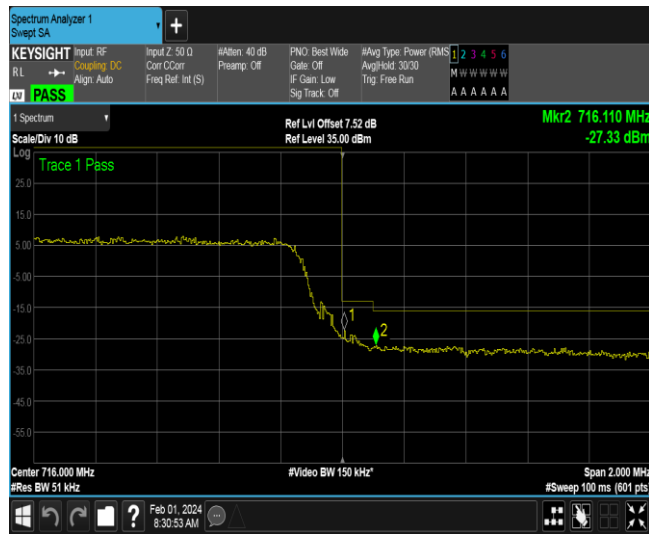 Spectrum Analyzer 1
Swept SA
+
KEYSIGHT
RL
LXI
PASS
Input: RF
Coupling: DC
Align: Auto
Input Z: 50 Ω
Corr CCorr
Freq Ref: Int (S)
#Atten: 40 dB
Preamp: Off
PNO: Best Wide
Gate: Off
IF Gain: Low
Sig Track: Off
#Avg Type: Power (RMS
Avg|Hold: 30/30
Trig: Free Run
1 2 3 4 5 6
M W W W W W
A A A A A A
1 Spectrum
Scale/Div 10 dB
Ref Lvl Offset 7.52 dB
Ref Level 35.00 dBm
Mkr2 716.110 MHz
-27.33 dBm
Log
Trace 1 Pass
25.0
15.0
5.00
-5.00
-15.0
-25.0
-35.0
-45.0
-55.0
1
2
Center 716.000 MHz
#Res BW 51 kHz
#Video BW 150 kHz*
Span 2.000 MHz
#Sweep 100 ms (601 pts
?
Feb 01, 2024
8:30:53 AM